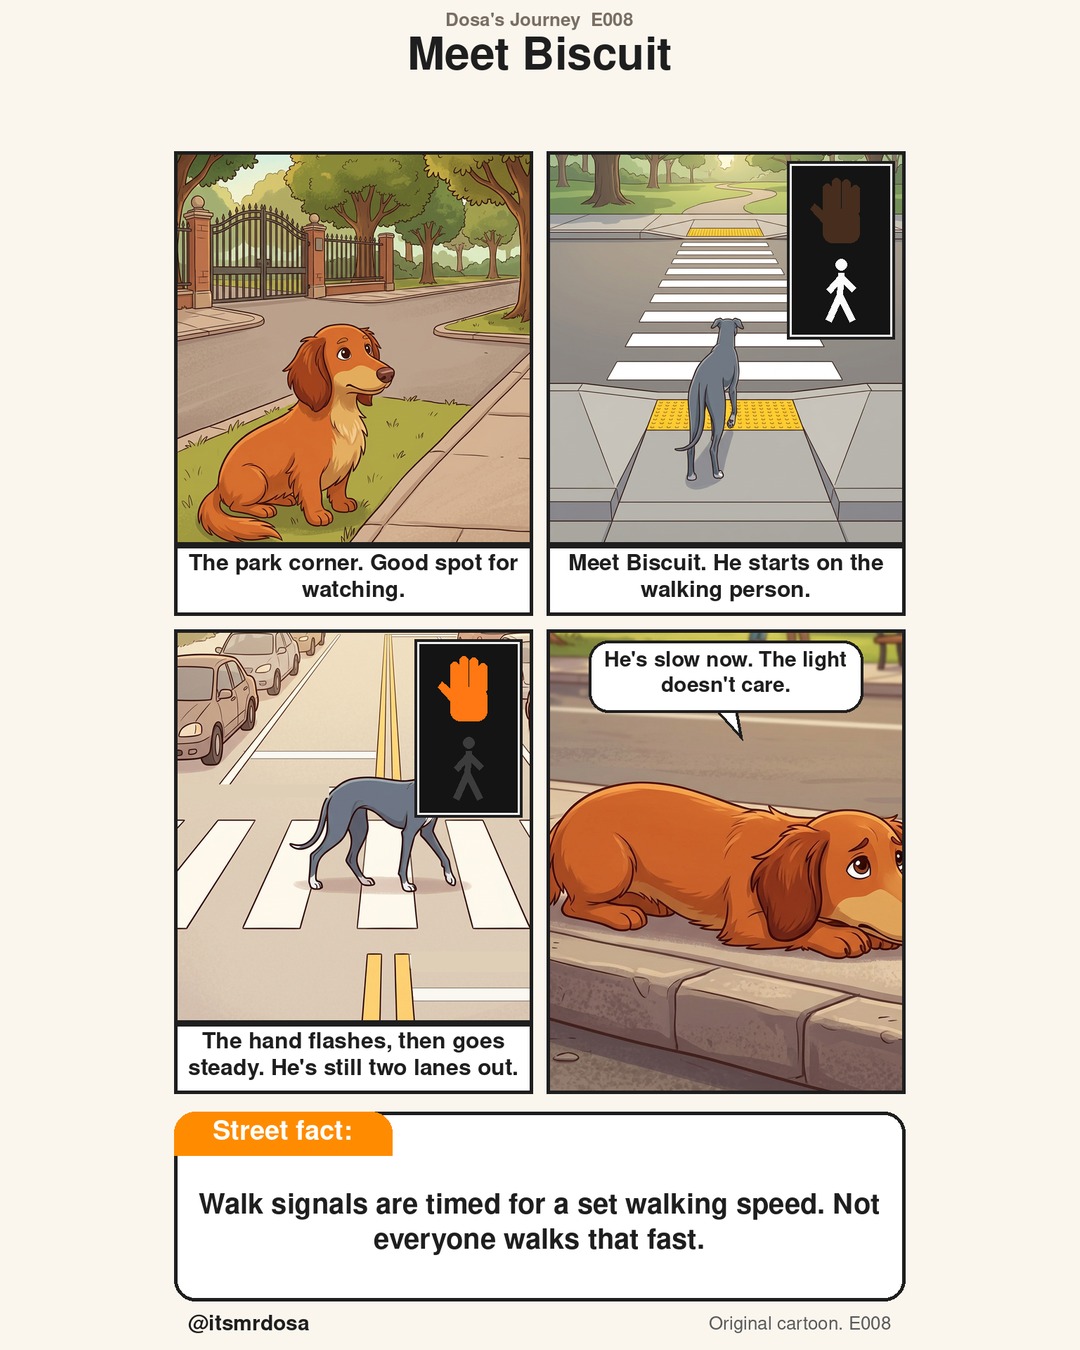 Dosa's Journey E008
Meet Biscuit
The park corner. Good spot for
watching.
Meet Biscuit. He starts on the
walking person.
The hand flashes, then goes
steady. He's still two lanes out.
He's slow now. The light
doesn't care.
Street fact:
Walk signals are timed for a set walking speed. Not
everyone walks that fast.
@itsmrdosa
Original cartoon. E008